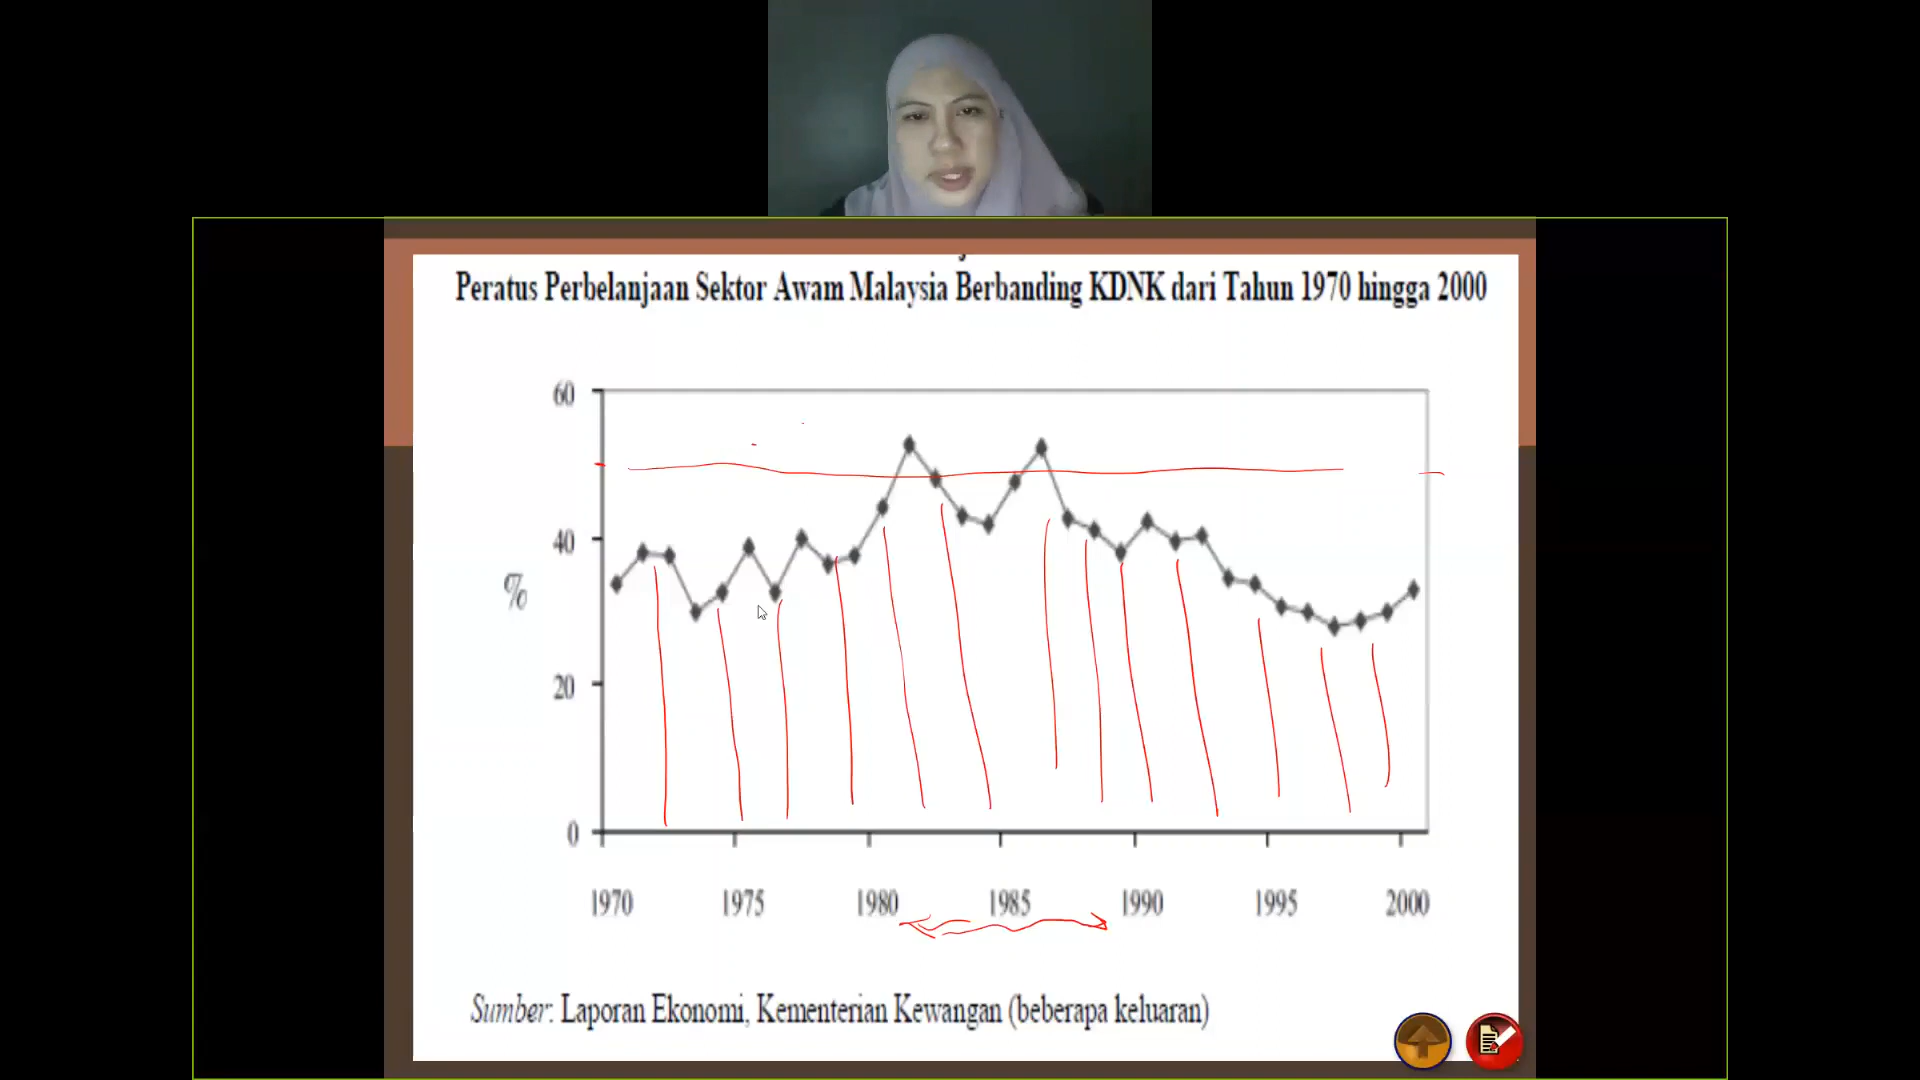 Peratus Perbelanjaan Sektor Awam Malaysia Berbanding KDNK dari Tahun 1970 hingga 2000
60
40
%
20
0
1970 1975 1980 1985 1990 1995 2000
Sumber: Laporan Ekonomi, Kementerian Kewangan (beberapa keluaran)